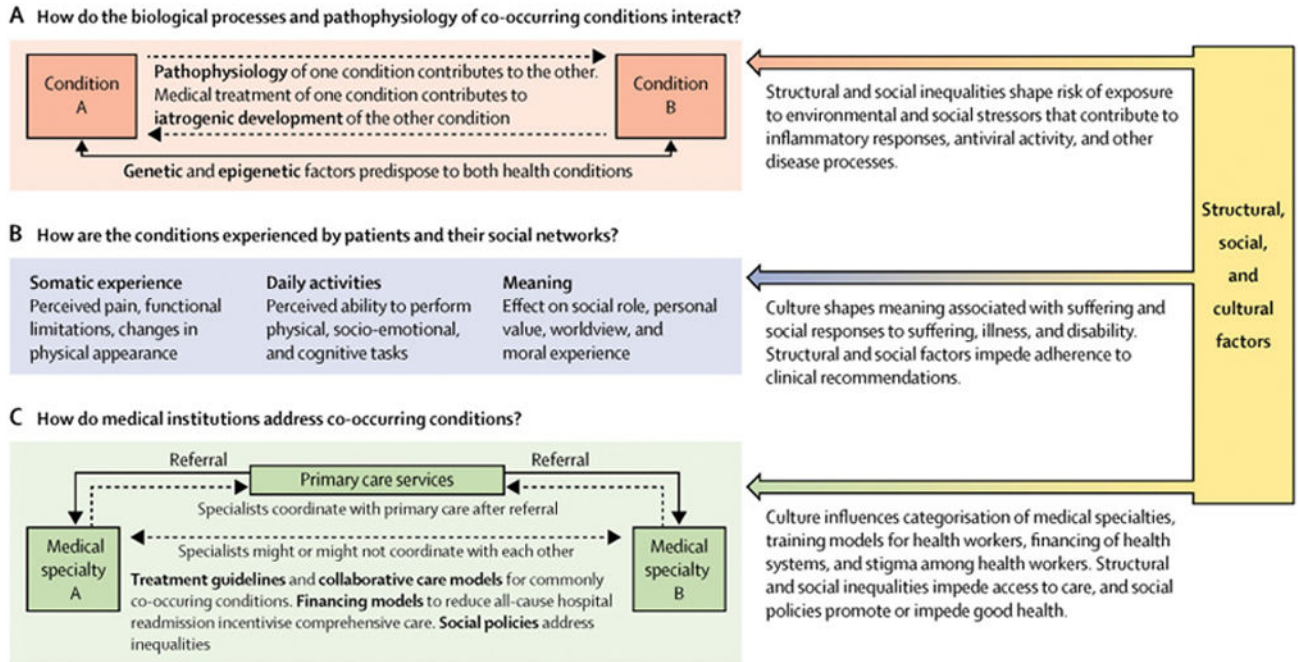 A How do the biological processes and pathophysiology of co-occurring conditions interact?
Condition
A
Pathophysiology of one condition contributes to the other.
Medical treatment of one condition contributes to
iatrogenic development of the other condition
Condition
B
Genetic and epigenetic factors predispose to both health conditions
Structural and social inequalities shape risk of exposure
to environmental and social stressors that contribute to
inflammatory responses, antiviral activity, and other
disease processes.
B How are the conditions experienced by patients and their social networks?
Somatic experience
Perceived pain, functional
limitations, changes in
physical appearance
Daily activities
Perceived ability to perform
physical, socio-emotional,
and cognitive tasks
Meaning
Effect on social role, personal
value, worldview, and
moral experience
Culture shapes meaning associated with suffering and
social responses to suffering, illness, and disability.
Structural and social factors impede adherence to
clinical recommendations.
Structural,
social,
and
cultural
factors
C How do medical institutions address co-occurring conditions?
Referral
Primary care services
Referral
Specialists coordinate with primary care after referral
Medical
specialty
A
Specialists might or might not coordinate with each other
Medical
specialty
B
Treatment guidelines and collaborative care models for commonly
co-occuring conditions. Financing models to reduce all-cause hospital
readmission incentivise comprehensive care. Social policies address
inequalities
Culture influences categorisation of medical specialties,
training models for health workers, financing of health
systems, and stigma among health workers. Structural
and social inequalities impede access to care, and social
policies promote or impede good health.